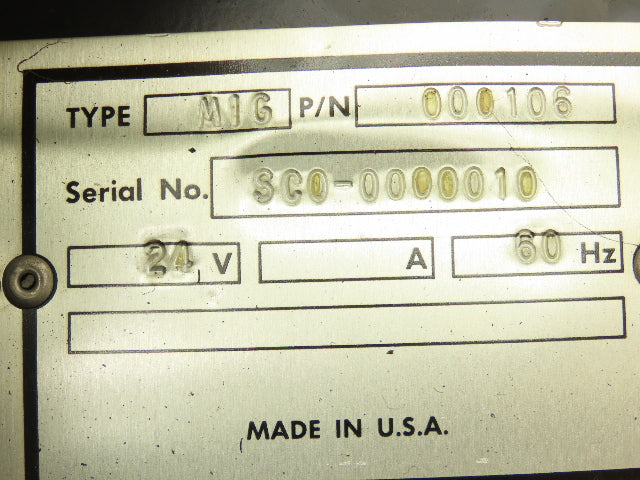 TYPE MIG P/N 000106
Serial No. SC0-0000010
24 V A 60 Hz
MADE IN U.S.A.